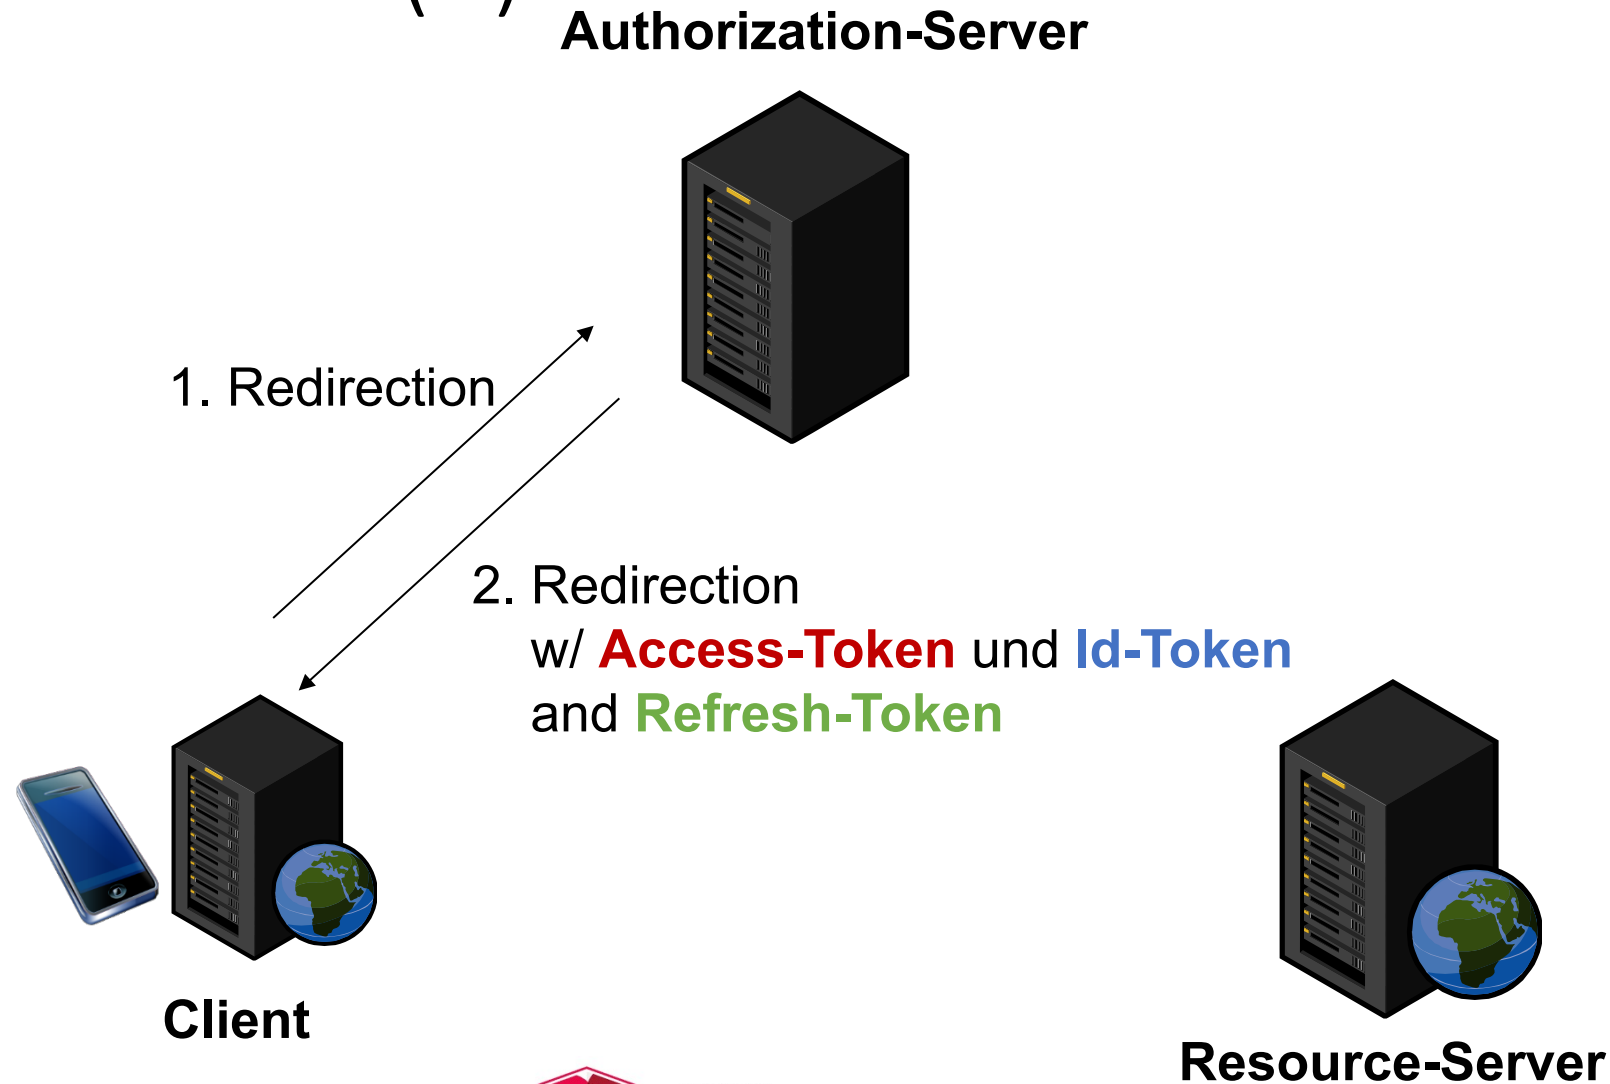 Authorization-Server
1. Redirection
2. Redirection
w/ Access-Token und Id-Token
and Refresh-Token
Client
Resource-Server